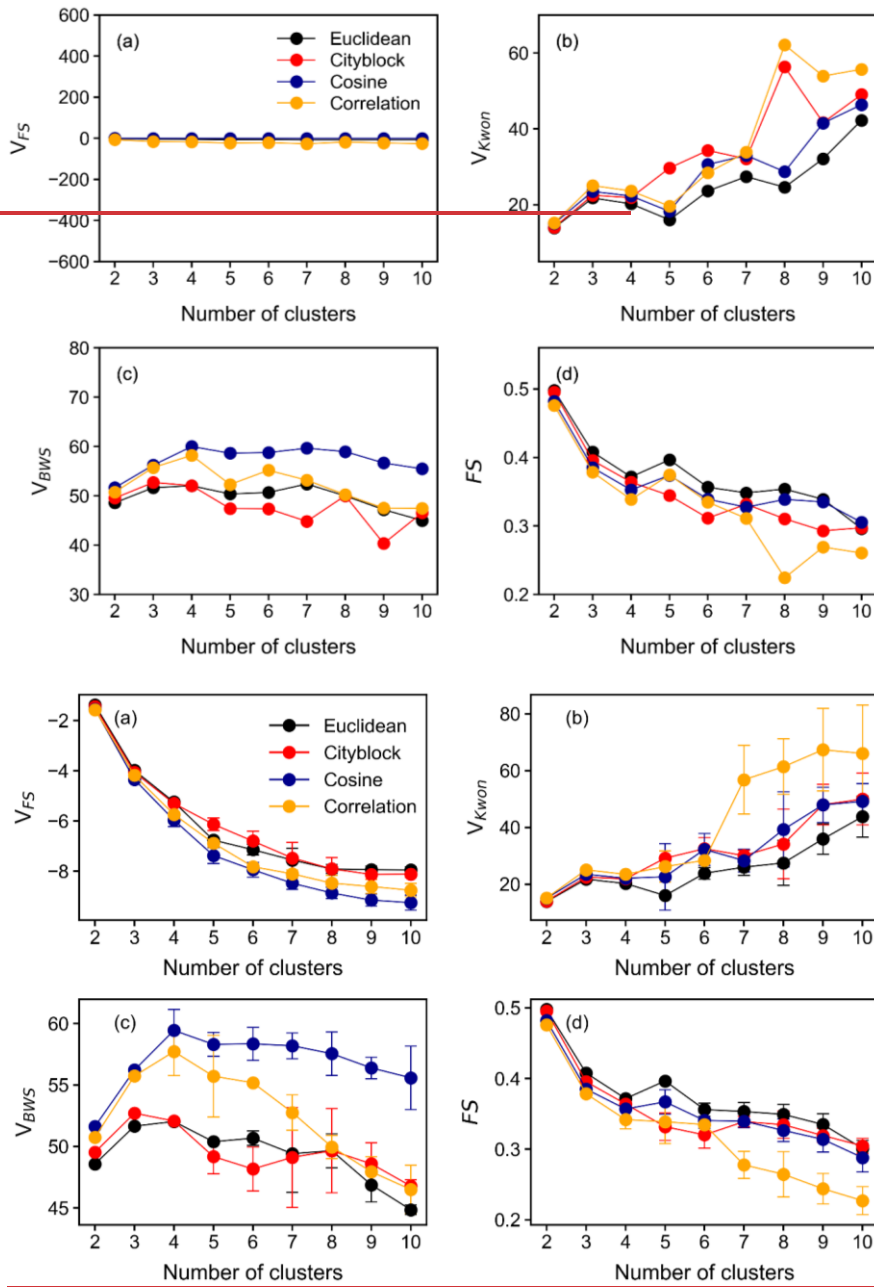 (a)
Euclidean
Cityblock
Cosine
Correlation
V_FS
600
400
200
0
−200
−400
−600
2 3 4 5 6 7 8 9 10
Number of clusters
(b)
V_Kwon
60
40
20
2 3 4 5 6 7 8 9 10
Number of clusters
(c)
V_BWS
80
70
60
50
40
30
2 3 4 5 6 7 8 9 10
Number of clusters
(d)
FS
0.5
0.4
0.3
0.2
2 3 4 5 6 7 8 9 10
Number of clusters
(a)
Euclidean
Cityblock
Cosine
Correlation
V_FS
−2
−4
−6
−8
2 3 4 5 6 7 8 9 10
Number of clusters
(b)
V_Kwon
80
60
40
20
2 3 4 5 6 7 8 9 10
Number of clusters
(c)
V_BWS
60
55
50
45
2 3 4 5 6 7 8 9 10
Number of clusters
(d)
FS
0.5
0.4
0.3
0.2
2 3 4 5 6 7 8 9 10
Number of clusters